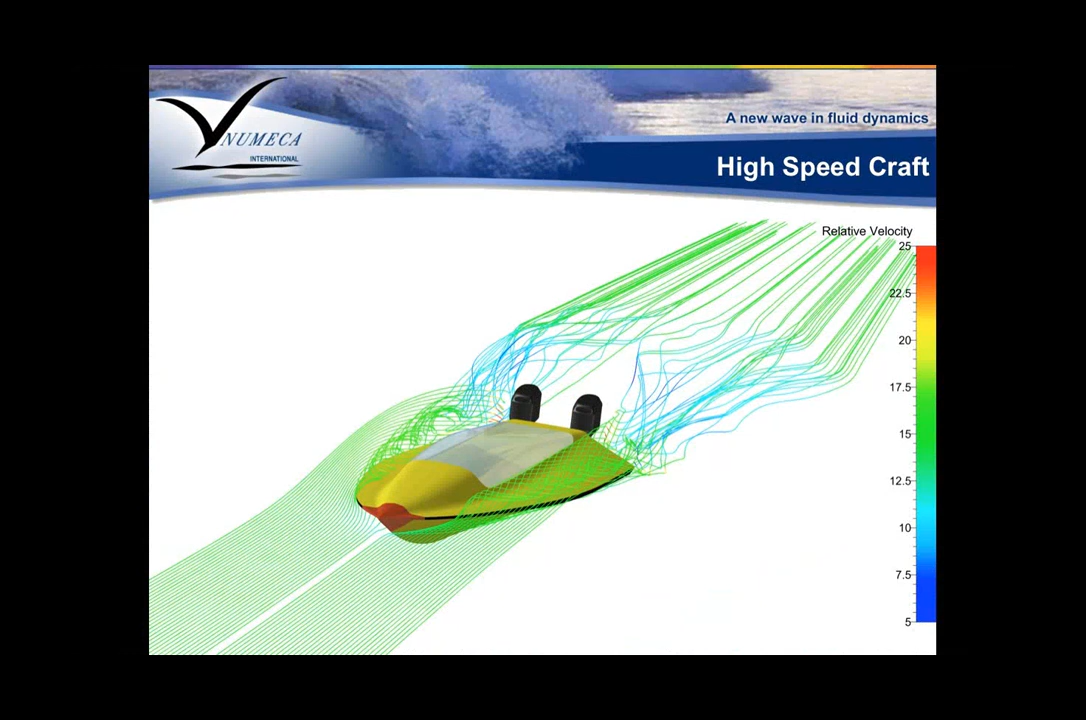 A new wave in fluid dynamics
NUMECA
INTERNATIONAL
High Speed Craft
Relative Velocity
25
22.5
20
17.5
15
12.5
10
7.5
5